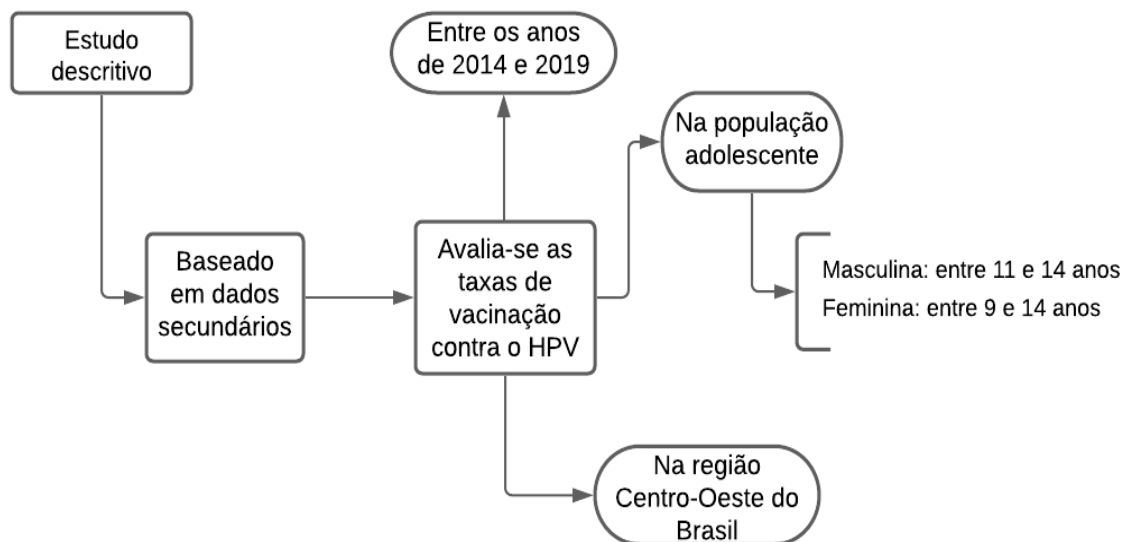 Estudo
descritivo
Baseado
em dados
secundários
Avalia-se as
taxas de
vacinação
contra o HPV
Entre os anos
de 2014 e 2019
Na população
adolescente
Masculina: entre 11 e 14 anos
Feminina: entre 9 e 14 anos
Na região
Centro-Oeste do
Brasil